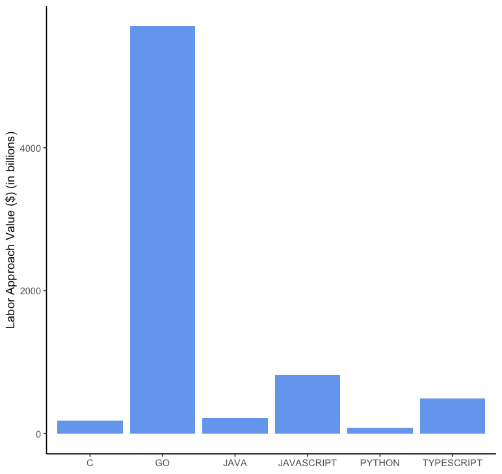 Labor Approach Value ($) (in billions)
4000
2000
0
C GO JAVA JAVASCRIPT PYTHON TYPESCRIPT